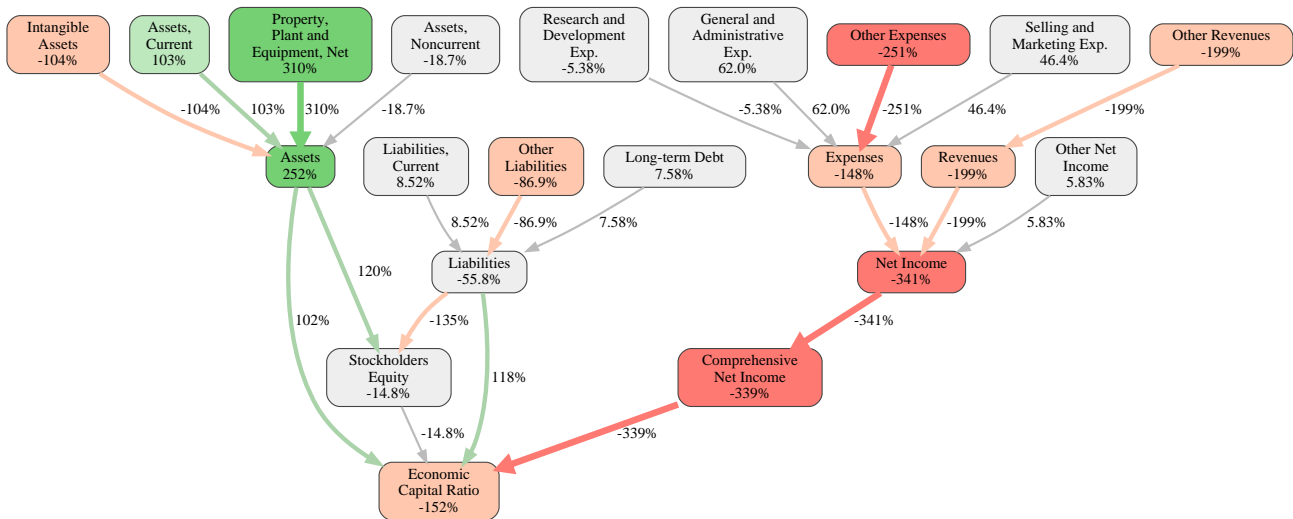 Intangible
Assets
-104%
Assets,
Current
103%
Property,
Plant and
Equipment, Net
310%
Assets,
Noncurrent
-18.7%
Research and
Development
Exp.
-5.38%
General and
Administrative
Exp.
62.0%
Other Expenses
-251%
Selling and
Marketing Exp.
46.4%
Other Revenues
-199%
-104%
103%
310%
-18.7%
-5.38%
62.0%
-251%
46.4%
-199%
Assets
252%
Liabilities,
Current
8.52%
Other
Liabilities
-86.9%
Long-term Debt
7.58%
Expenses
-148%
Revenues
-199%
Other Net
Income
5.83%
8.52%
-86.9%
7.58%
-148%
-199%
5.83%
120%
Liabilities
-55.8%
Net Income
-341%
102%
-135%
-341%
118%
Stockholders
Equity
-14.8%
Comprehensive
Net Income
-339%
-14.8%
-339%
Economic
Capital Ratio
-152%